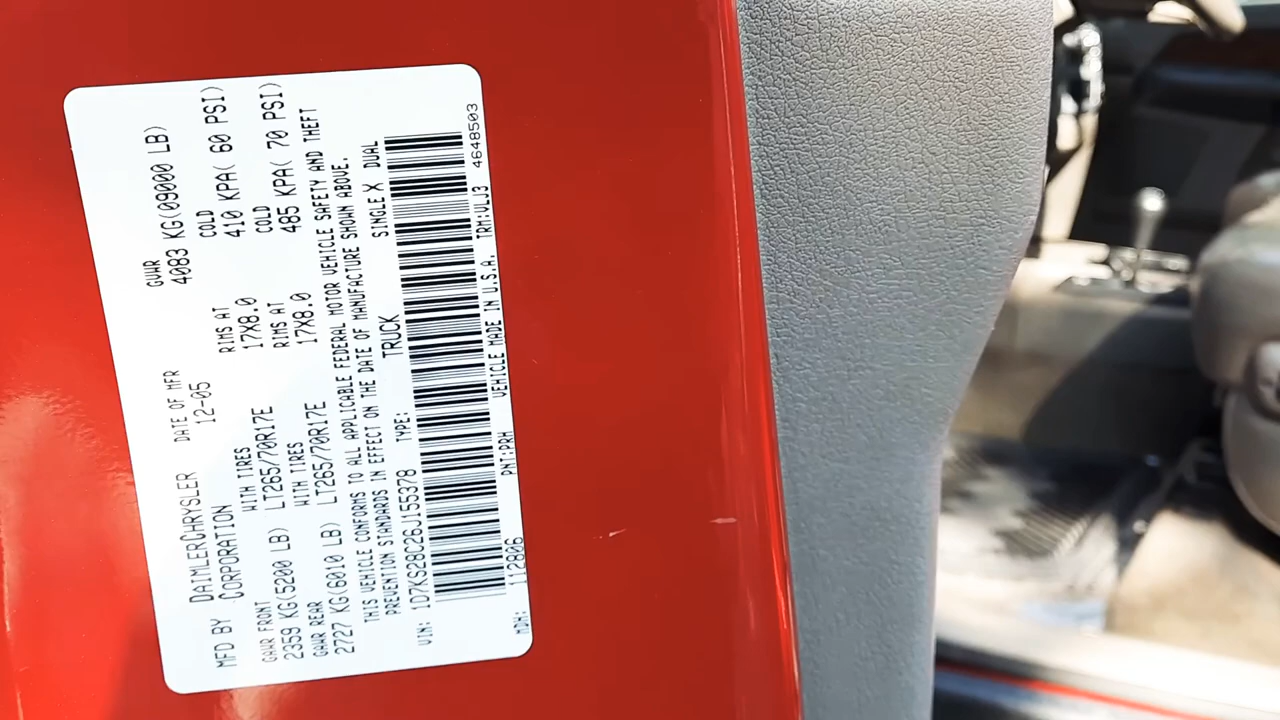 MFD BY DAIMLERCHRYSLER CORPORATION DATE OF MFR 12-05 GVWR 4083 KG(09000 LB)
GAWR FRONT WITH TIRES RIMS AT COLD
2359 KG(5200 LB) LT265/70R17E 17X8.0 410 KPA( 60 PSI)
GAWR REAR WITH TIRES RIMS AT COLD
2727 KG(6010 LB) LT265/70R17E 17X8.0 485 KPA( 70 PSI)
THIS VEHICLE CONFORMS TO ALL APPLICABLE FEDERAL MOTOR VEHICLE SAFETY AND THEFT
PREVENTION STANDARDS IN EFFECT ON THE DATE OF MANUFACTURE SHOWN ABOVE.
VIN: 1D7KS28C26J155378 TYPE: TRUCK SINGLE X DUAL
MDH: 112806 PNT:PRH VEHICLE MADE IN U.S.A. TRM:VLJ3 4648503